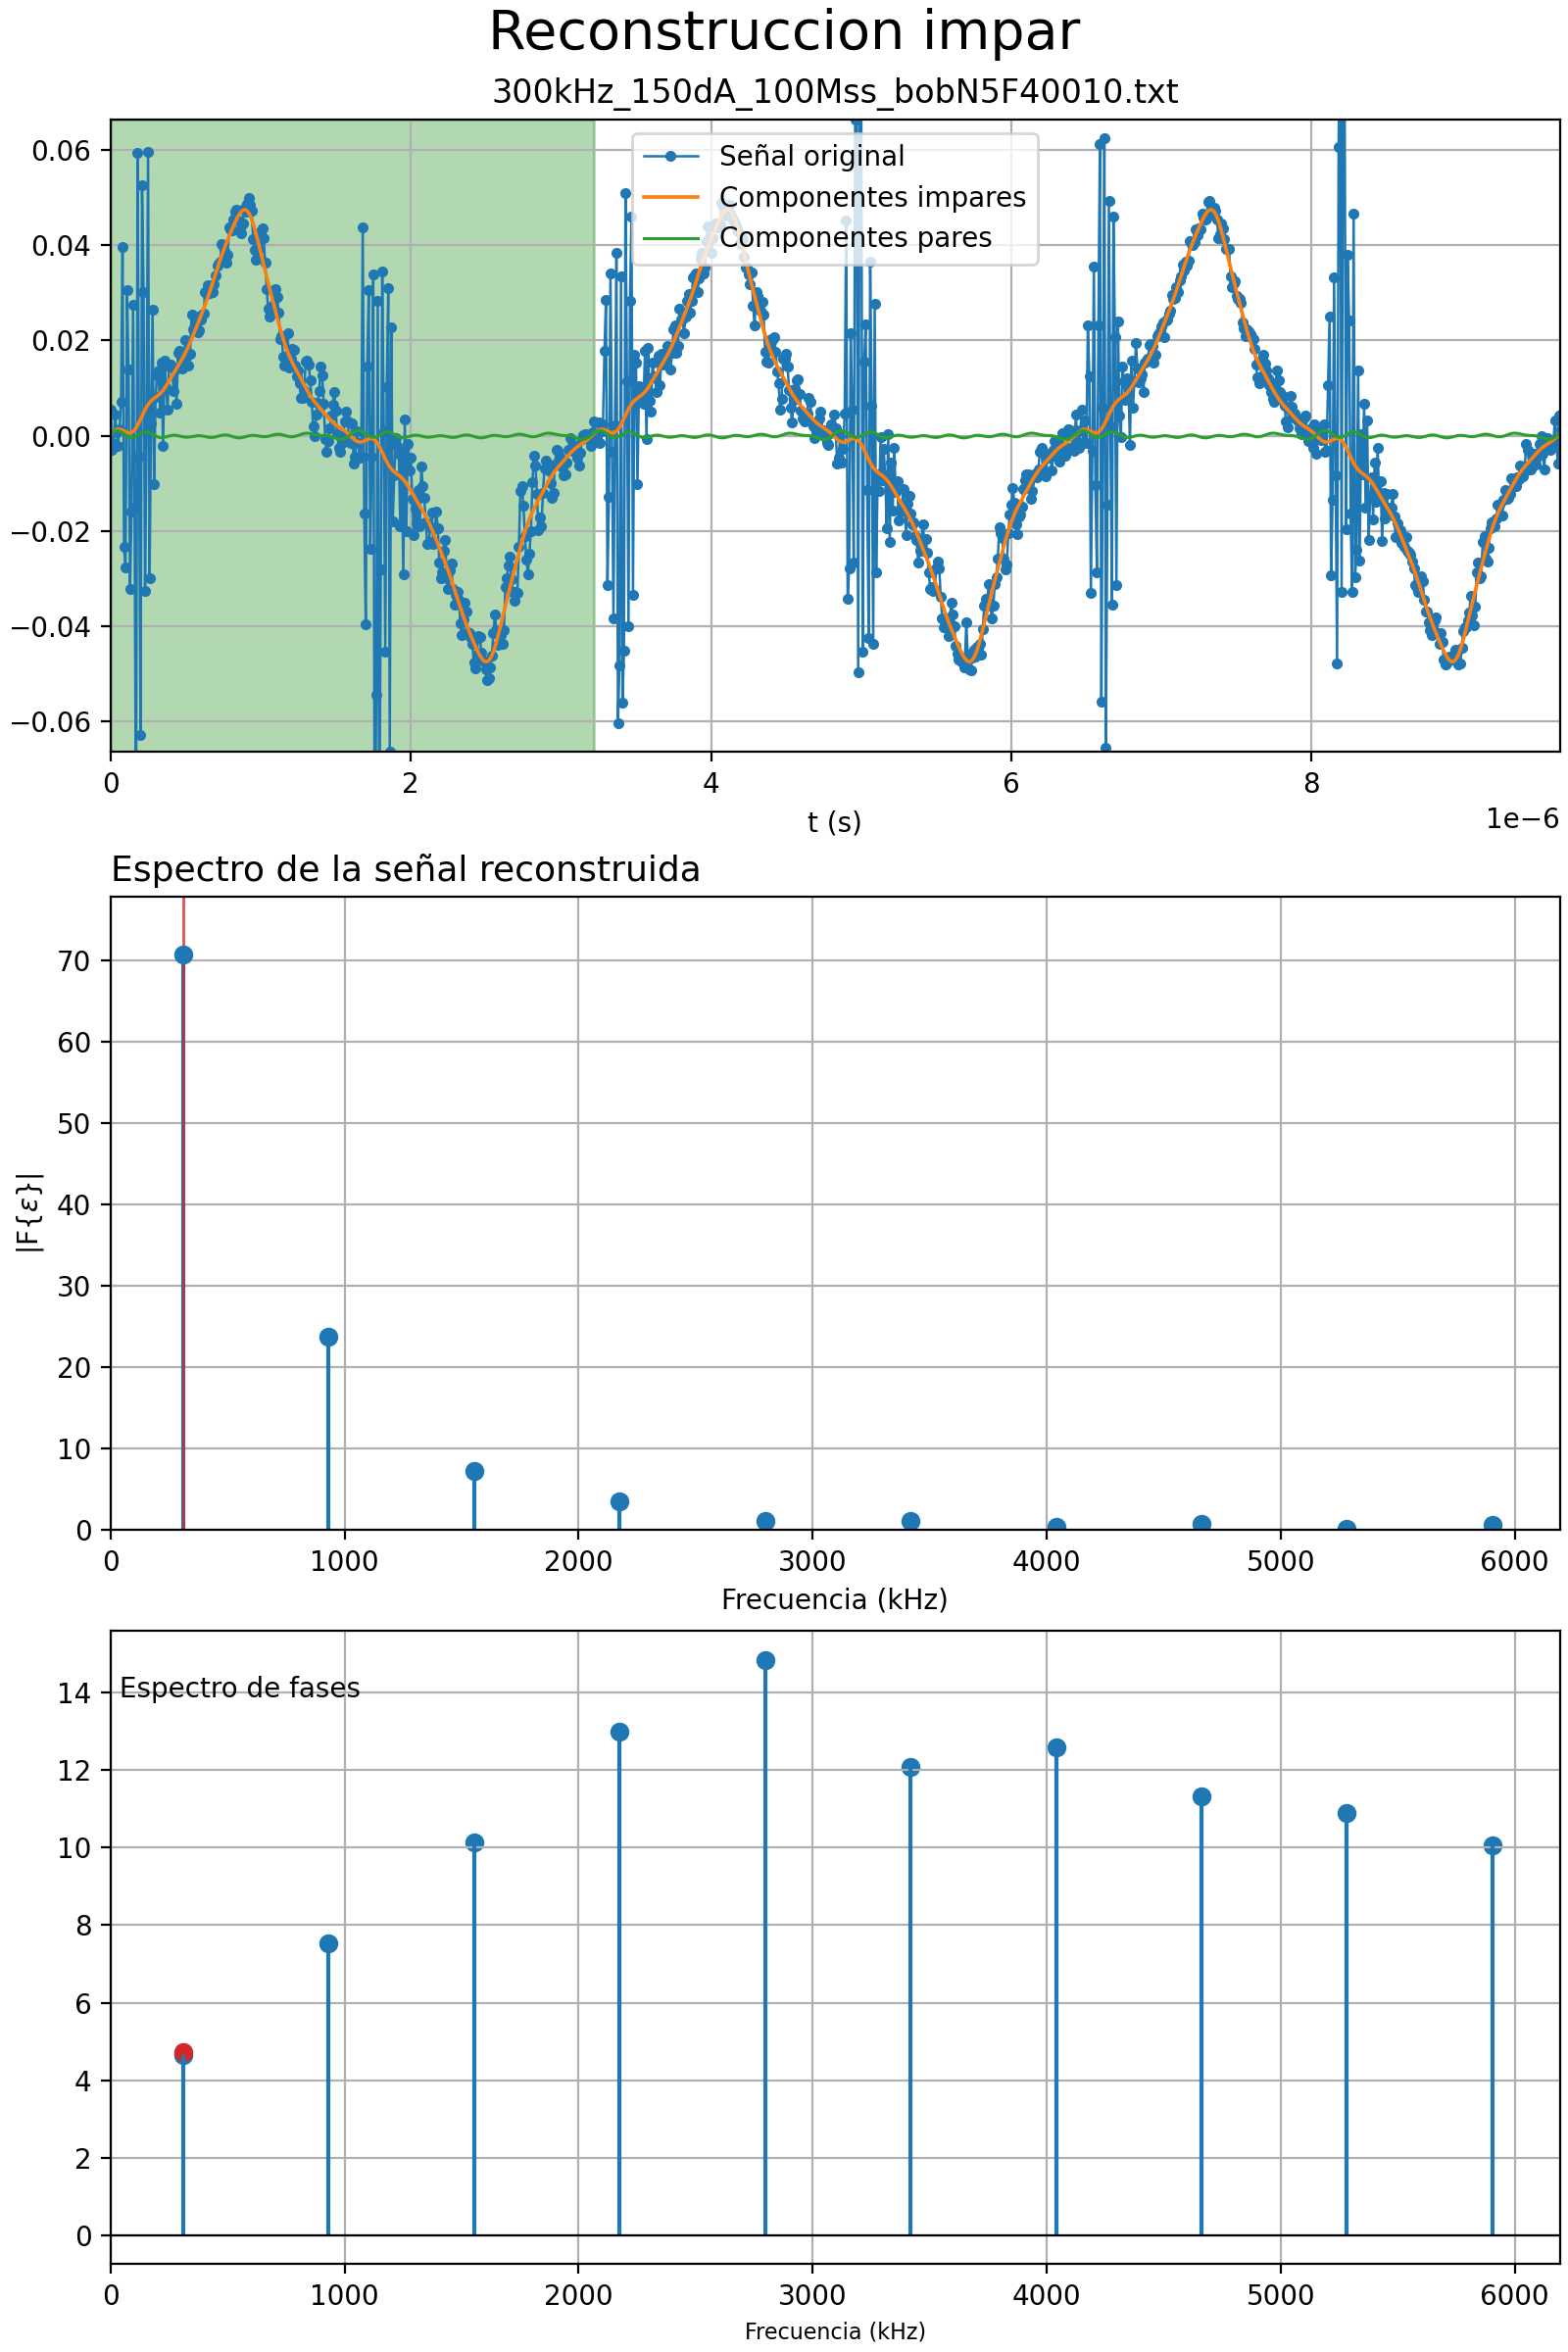 Reconstruccion impar
300kHz_150dA_100Mss_bobN5F40010.txt
Señal original
Componentes impares
Componentes pares
0.06
0.04
0.02
0.00
−0.02
−0.04
−0.06
0 2 4 6 8
t (s)
1e−6
Espectro de la señal reconstruida
70
60
50
40
30
20
10
0
|F{ε}|
0 1000 2000 3000 4000 5000 6000
Frecuencia (kHz)
Espectro de fases
14
12
10
8
6
4
2
0
0 1000 2000 3000 4000 5000 6000
Frecuencia (kHz)